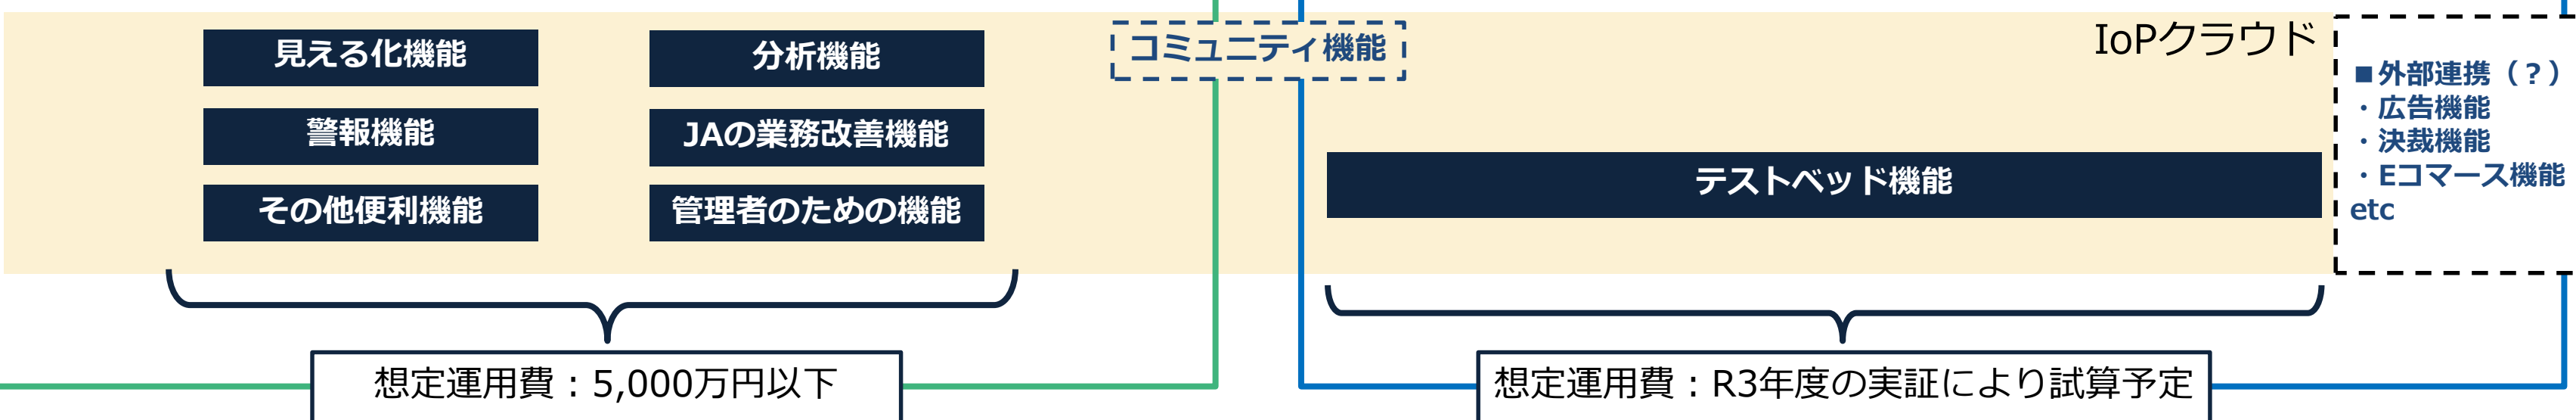 見える化機能
分析機能
警報機能
JAの業務改善機能
その他便利機能
管理者のための機能
コミュニティ機能
IoPクラウド
テストベッド機能
■外部連携（？）
・広告機能
・決裁機能
・Eコマース機能
etc
想定運用費：5,000万円以下
想定運用費：R3年度の実証により試算予定